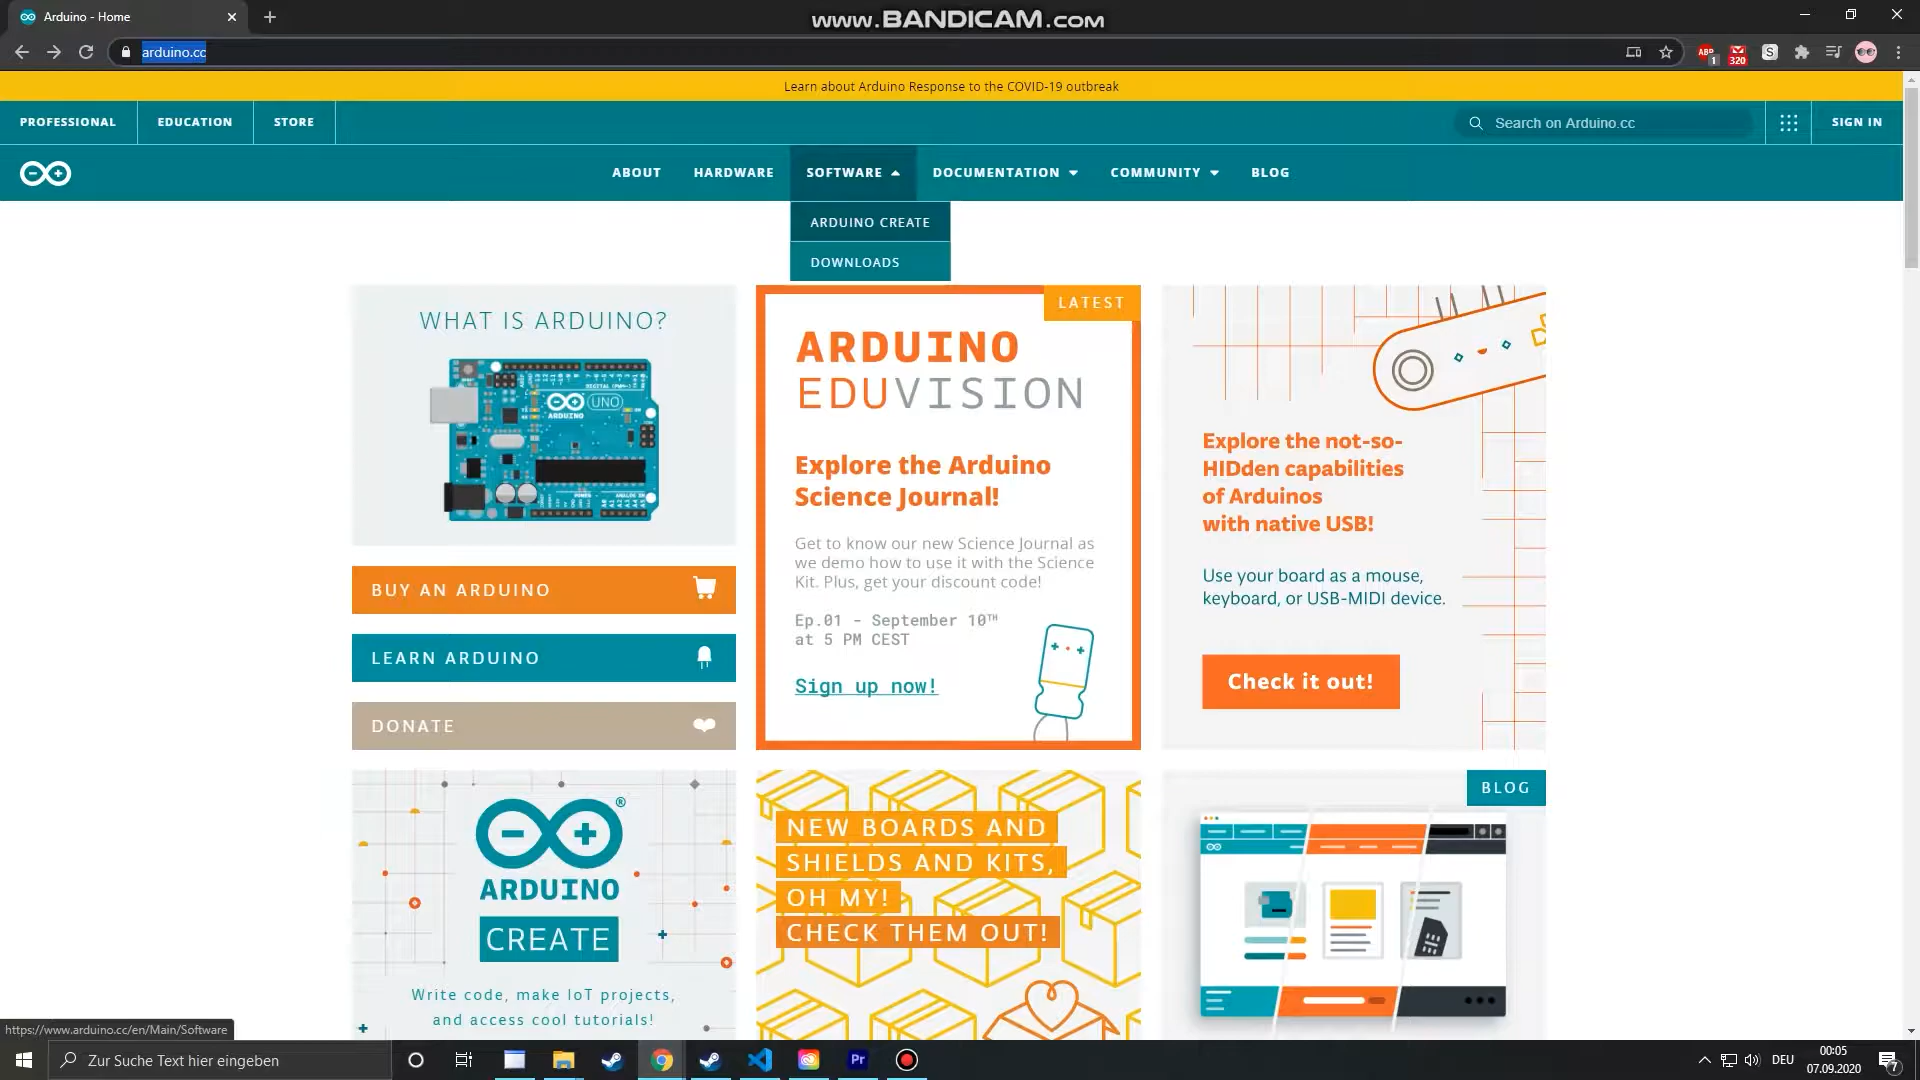 Arduino - Home
www.BANDICAM.com
arduino.cc
ABP
1
320
S
Learn about Arduino Response to the COVID-19 outbreak
PROFESSIONAL
EDUCATION
STORE
Search on Arduino.cc
SIGN IN
ABOUT
HARDWARE
SOFTWARE
DOCUMENTATION
COMMUNITY
BLOG
ARDUINO CREATE
DOWNLOADS
WHAT IS ARDUINO?
UNO
ARDUINO
BUY AN ARDUINO
LEARN ARDUINO
DONATE
LATEST
ARDUINO
EDUVISION
Explore the Arduino
Science Journal!
Get to know our new Science Journal as
we demo how to use it with the Science
Kit. Plus, get your discount code!
Ep.01 - September 10TH
at 5 PM CEST
Sign up now!
Explore the not-so-
HIDden capabilities
of Arduinos
with native USB!
Use your board as a mouse,
keyboard, or USB-MIDI device.
Check it out!
®
ARDUINO
CREATE
Write code, make IoT projects,
and access cool tutorials!
NEW BOARDS AND
SHIELDS AND KITS,
OH MY!
CHECK THEM OUT!
BLOG
https://www.arduino.cc/en/Main/Software
Zur Suche Text hier eingeben
Pr
DEU
00:05
07.09.2020
7